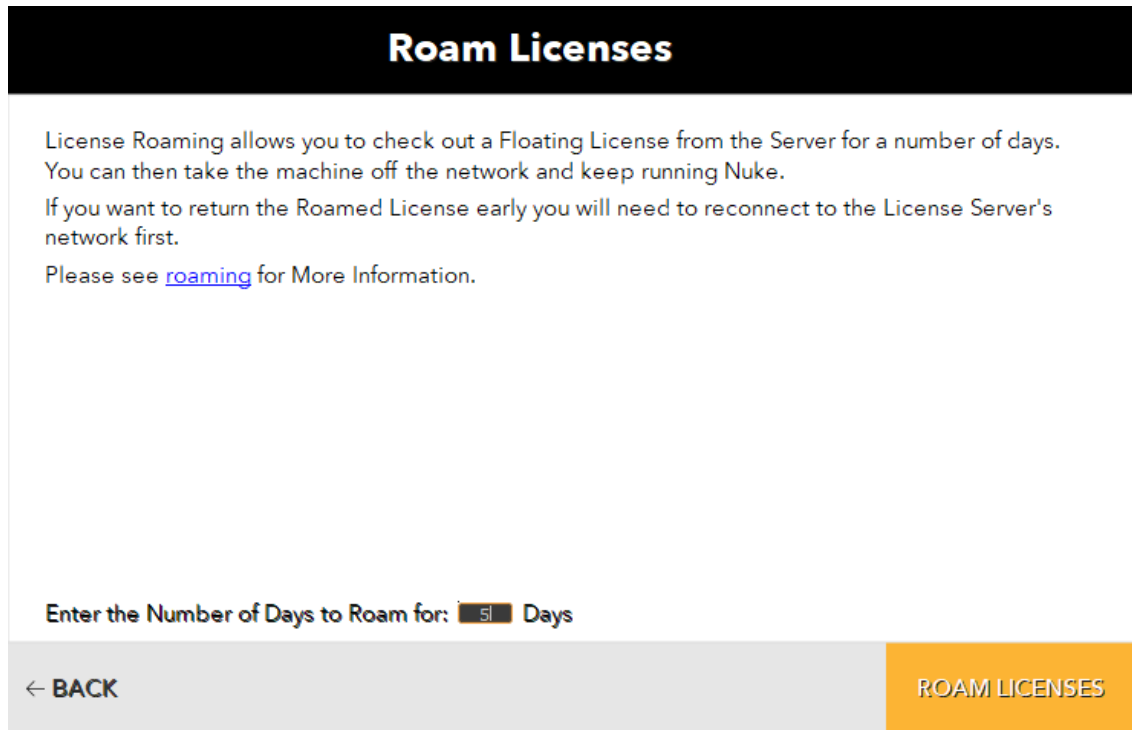 Roam Licenses
License Roaming allows you to check out a Floating License from the Server for a number of days.
You can then take the machine off the network and keep running Nuke.
If you want to return the Roamed License early you will need to reconnect to the License Server's
network first.
Please see roaming for More Information.
Enter the Number of Days to Roam for: 5 Days
← BACK
ROAM LICENSES